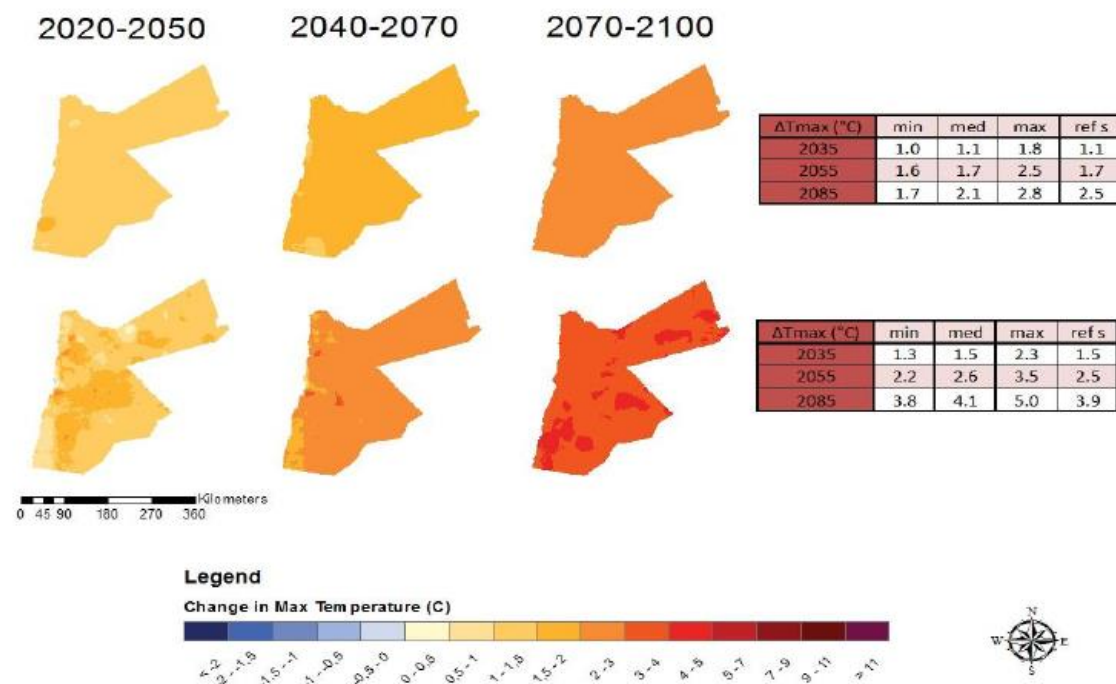 2020-2050 2040-2070 2070-2100
ΔTmax (°C) min med max ref s
2035 1.0 1.1 1.8 1.1
2055 1.6 1.7 2.5 1.7
2085 1.7 2.1 2.8 2.5
ΔTmax (°C) min med max ref s
2035 1.3 1.5 2.3 1.5
2055 2.2 2.6 3.5 2.5
2085 3.8 4.1 5.0 3.9
Kilometers
0 45 90 180 270 360
Legend
Change in Max Temperature (C)
< -2 -2 - -1,5 -1,5 - -1 -1 - -0,5 -0,5 - 0 0 - 0,5 0,5 - 1 1 - 1,5 1,5 - 2 2 - 3 3 - 4 4 - 5 5 - 7 7 - 9 9 - 11 > 11
N
W E
S